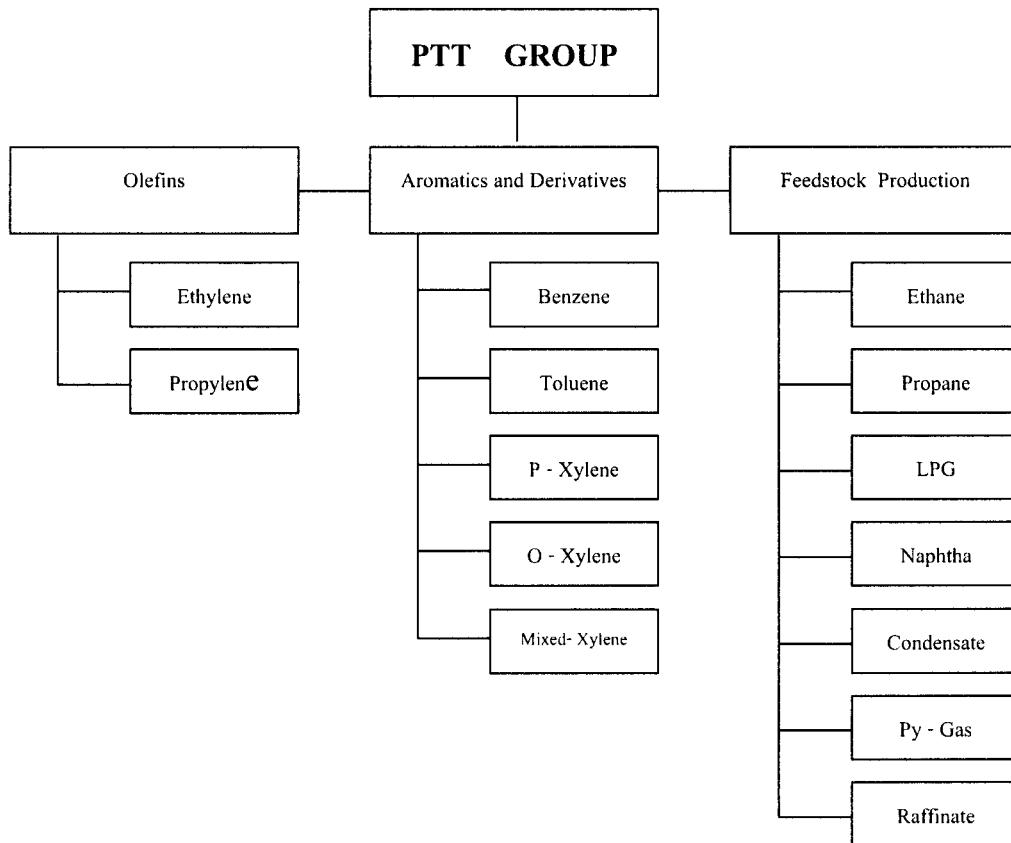 PTT GROUP
Olefins
Aromatics and Derivatives
Feedstock Production
Ethylene
Propylene
Benzene
Toluene
P - Xylene
O - Xylene
Mixed- Xylene
Ethane
Propane
LPG
Naphtha
Condensate
Py - Gas
Raffinate